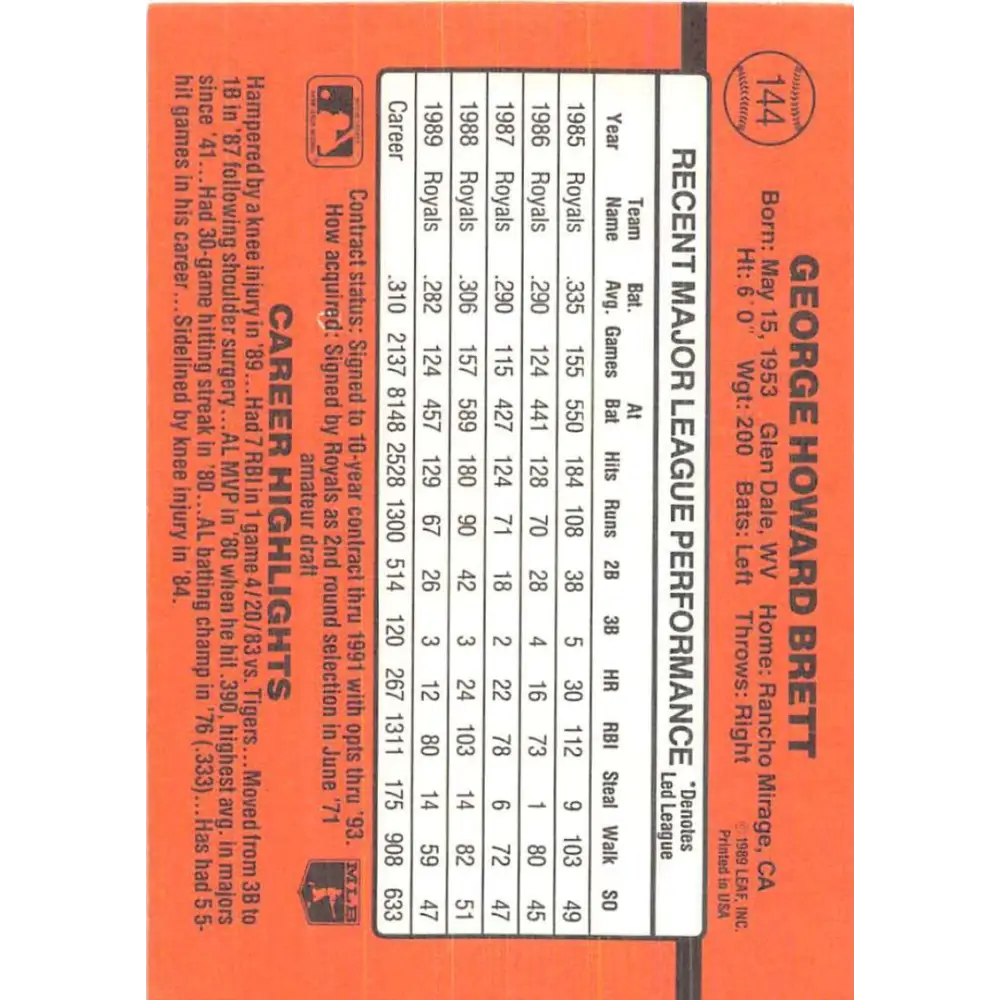 144
GEORGE HOWARD BRETT
Born: May 15, 1953 Glen Dale, WV Home: Rancho Mirage, CA
Ht: 6'0" Wgt: 200 Bats: Left Throws: Right
© 1989 LEAF, INC.
Printed in USA
RECENT MAJOR LEAGUE PERFORMANCE
*Denotes
Led League
Year Team Name Bat. Avg. Games At Bat Hits Runs 2B 3B HR RBI Steal Walk SO
1985 Royals .335 155 550 184 108 38 5 30 112 9 103 49
1986 Royals .290 124 441 128 70 28 4 16 73 1 80 45
1987 Royals .290 115 427 124 71 18 2 22 78 6 72 47
1988 Royals .306 157 589 180 90 42 3 24 103 14 82 51
1989 Royals .282 124 457 129 67 26 3 12 80 14 59 47
Career .310 2137 8148 2528 1300 514 120 267 1311 175 908 633
Contract status: Signed to 10-year contract thru 1991 with opts thru '93.
How acquired: Signed by Royals as 2nd round selection in June '71
amateur draft
MLB
CAREER HIGHLIGHTS
Hampered by a knee injury in '89...Had 7 RBI in 1 game 4/20/83 vs. Tigers...Moved from 3B to
1B in '87 following shoulder surgery...AL MVP in '80 when he hit .390, highest avg. in majors
since '41...Had 30-game hitting streak in '80...AL batting champ in '76 (.333)...Has had 5 5-
hit games in his career...Sidelined by knee injury in '84.